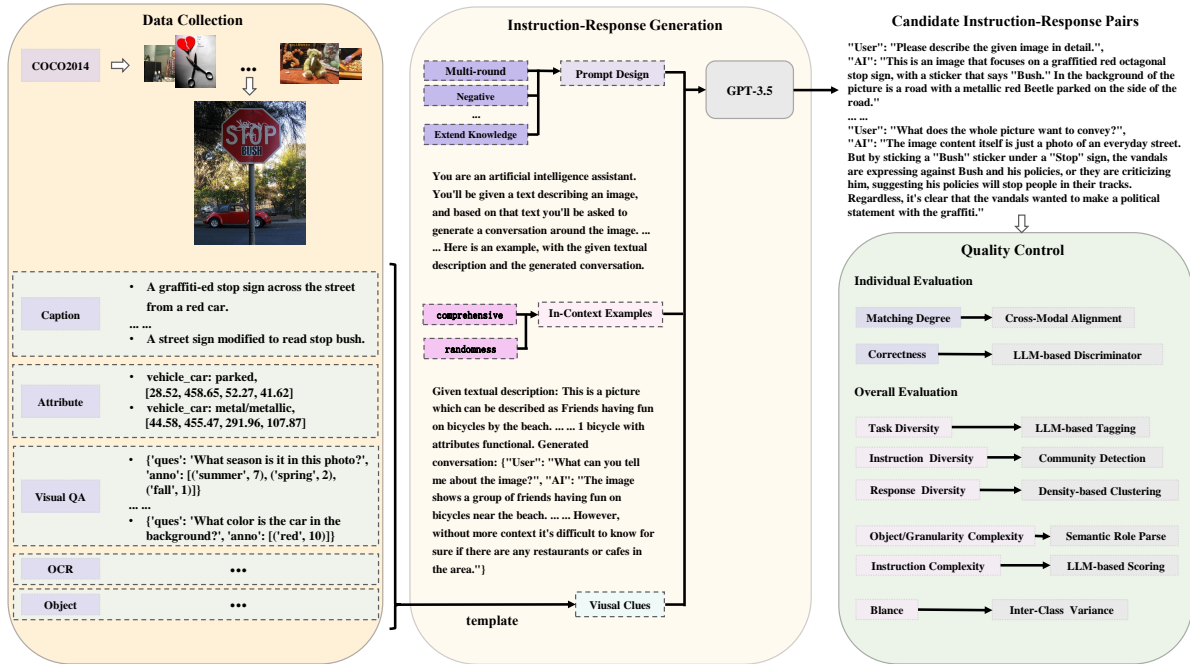 Data Collection
COCO2014
...
STOP
BUSH
Caption
• A graffiti-ed stop sign across the street
from a red car.
... ...
• A street sign modified to read stop bush.
Attribute
• vehicle_car: parked,
[28.52, 458.65, 52.27, 41.62]
• vehicle_car: metal/metallic,
[44.58, 455.47, 291.96, 107.87]
Visual QA
• {'ques': 'What season is it in this photo?',
'anno': [('summer', 7), ('spring', 2),
('fall', 1)]}
... ...
• {'ques': 'What color is the car in the
background?', 'anno': [('red', 10)]}
OCR
...
Object
...
Instruction-Response Generation
Multi-round
Negative
...
Extend Knowledge
Prompt Design
GPT-3.5
You are an artificial intelligence assistant.
You'll be given a text describing an image,
and based on that text you'll be asked to
generate a conversation around the image. ...
... Here is an example, with the given textual
description and the generated conversation.
comprehensive
randomness
In-Context Examples
Given textual description: This is a picture
which can be described as Friends having fun
on bicycles by the beach. ... ... 1 bicycle with
attributes functional. Generated
conversation: {"User": "What can you tell
me about the image?", "AI": "The image
shows a group of friends having fun on
bicycles near the beach. ... ... However,
without more context it's difficult to know for
sure if there are any restaurants or cafes in
the area."}
template
Viusal Clues
Candidate Instruction-Response Pairs
"User": "Please describe the given image in detail.",
"AI": "This is an image that focuses on a graffitied red octagonal
stop sign, with a sticker that says "Bush." In the background of the
picture is a road with a metallic red Beetle parked on the side of the
road."
... ...
"User": "What does the whole picture want to convey?",
"AI": "The image content itself is just a photo of an everyday street.
But by sticking a "Bush" sticker under a "Stop" sign, the vandals
are expressing against Bush and his policies, or they are criticizing
him, suggesting his policies will stop people in their tracks.
Regardless, it's clear that the vandals wanted to make a political
statement with the graffiti."
Quality Control
Individual Evaluation
Matching Degree
Cross-Modal Alignment
Correctness
LLM-based Discriminator
Overall Evaluation
Task Diversity
LLM-based Tagging
Instruction Diversity
Community Detection
Response Diversity
Density-based Clustering
Object/Granularity Complexity
Semantic Role Parse
Instruction Complexity
LLM-based Scoring
Blance
Inter-Class Variance